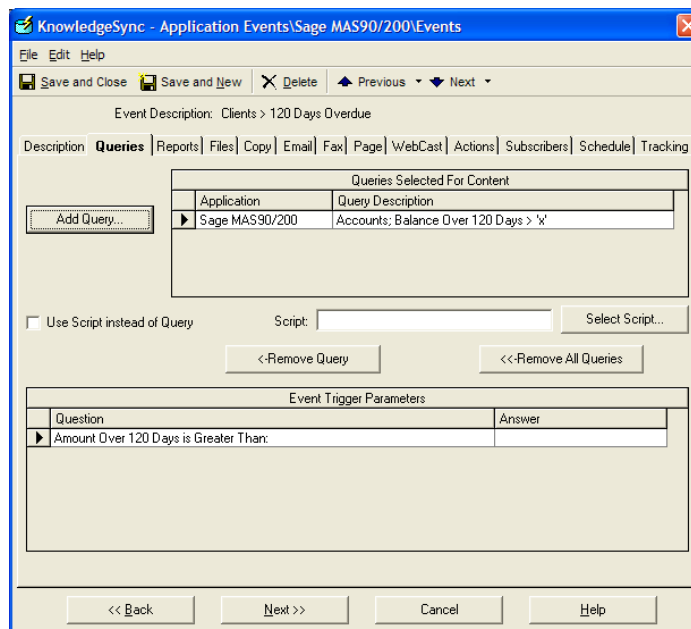 KnowledgeSync - Application Events\Sage MAS90/200\Events
File Edit Help
Save and Close Save and New Delete Previous Next
Event Description: Clients > 120 Days Overdue
Description Queries Reports Files Copy Email Fax Page WebCast Actions Subscribers Schedule Tracking
Queries Selected For Content
Application Query Description
Add Query... Sage MAS90/200 Accounts; Balance Over 120 Days > 'x'
Use Script instead of Query Script: Select Script...
<-Remove Query <<-Remove All Queries
Event Trigger Parameters
Question Answer
Amount Over 120 Days is Greater Than:
<< Back Next >> Cancel Help